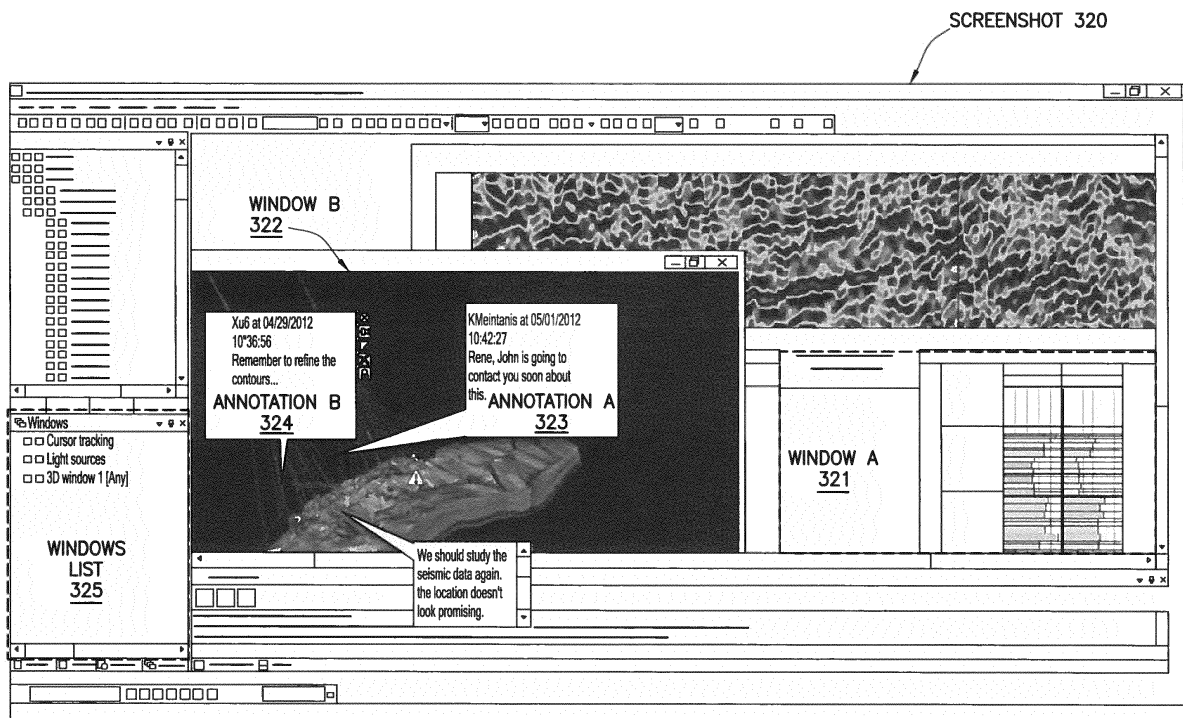 SCREENSHOT 320
WINDOW B
322
Xu6 at 04/29/2012
10"36:56
Remember to refine the
contours...
ANNOTATION B
324
KMeintanis at 05/01/2012
10:42:27
Rene, John is going to
contact you soon about
this.
ANNOTATION A
323
WINDOW A
321
Windows
Cursor tracking
Light sources
3D window 1 [Any]
WINDOWS
LIST
325
We should study the
seismic data again.
the location doesn't
look promising.